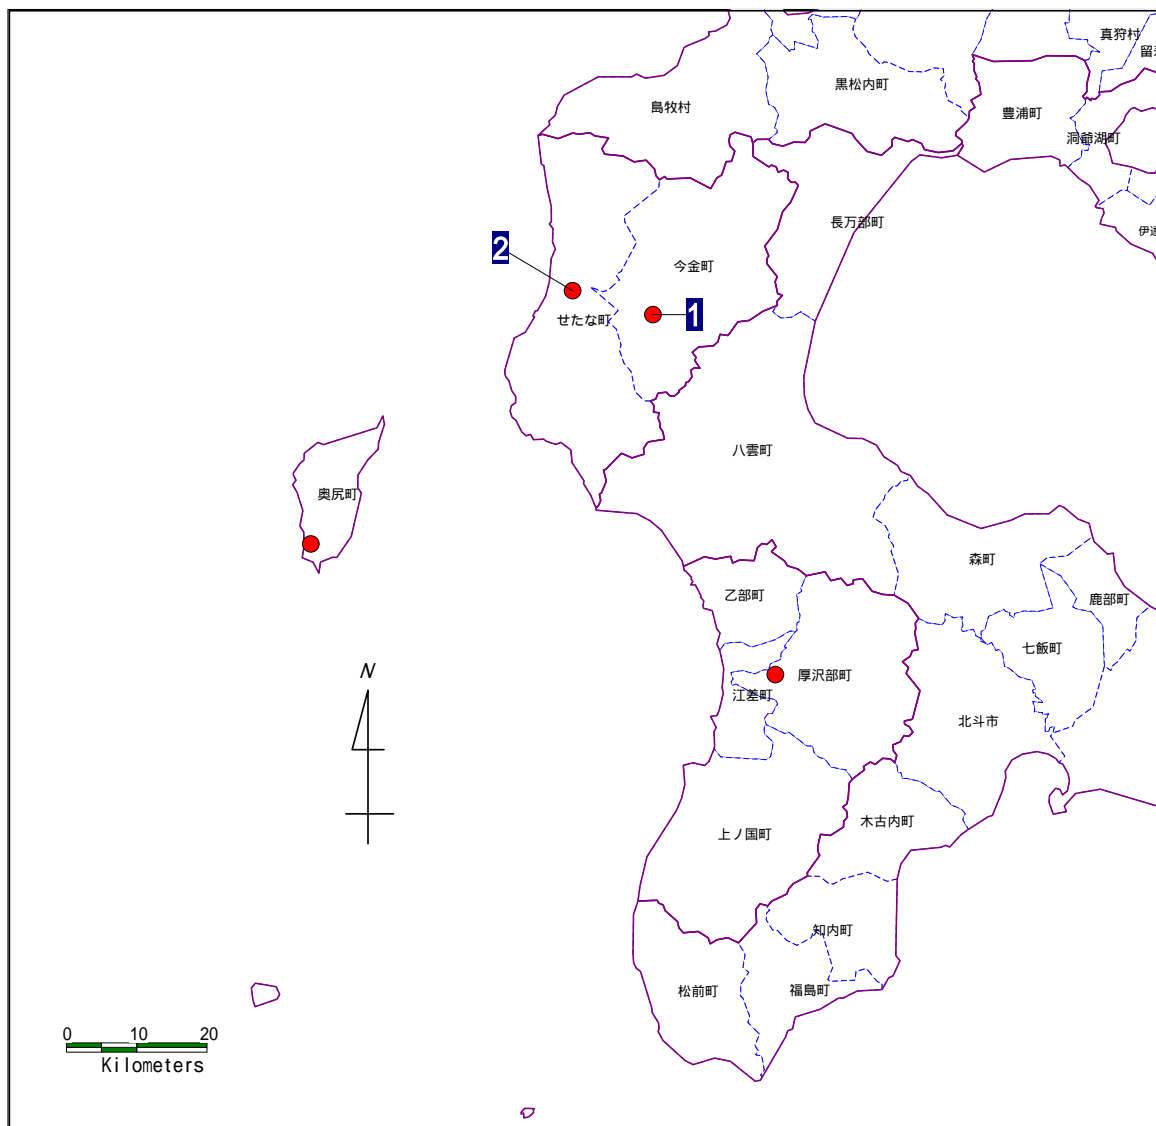 真狩村
島牧村
黒松内町
豊浦町
洞爺湖町
長万部町
2
今金町
せたな町
1
八雲町
奥尻町
森町
鹿部町
乙部町
七飯町
厚沢部町
江差町
北斗市
N
上ノ国町
木古内町
知内町
松前町
福島町
0 10 20
Kilometers